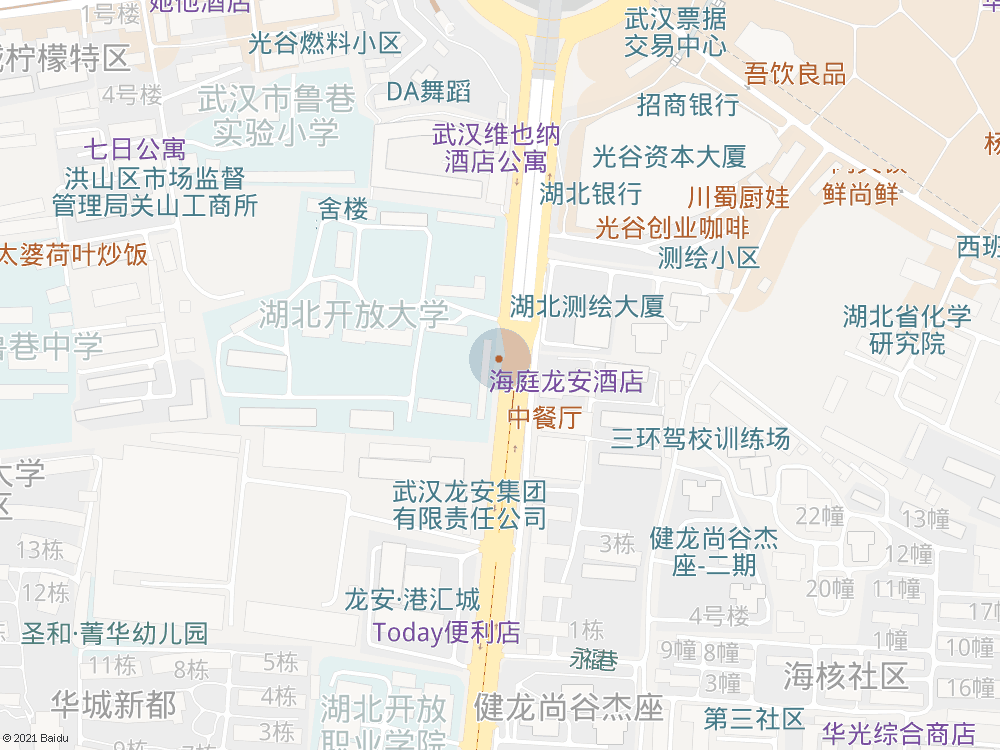 她他酒店
1号楼
武汉票据
交易中心
光谷燃料小区
柠檬特区
吾饮良品
4号楼
DA舞蹈
武汉市鲁巷
实验小学
招商银行
武汉维也纳
酒店公寓
七日公寓
光谷资本大厦
洪山区市场监督
管理局关山工商所
湖北银行
川蜀厨娃
鲜尚鲜
舍楼
光谷创业咖啡
太婆荷叶炒饭
测绘小区
西班
湖北开放大学
湖北测绘大厦
湖北省化学
研究院
鲁巷中学
海庭龙安酒店
中餐厅
三环驾校训练场
大学
区
武汉龙安集团
有限责任公司
22幢
13幢
13栋
3栋
健龙尚谷杰
座-二期
12幢
12栋
20幢
11幢
龙安·港汇城
4号楼
17幢
圣和·菁华幼儿园
Today便利店
1栋
1幢
10幢
11栋
8栋
5栋
永福巷
9幢
8幢
海核社区
3幢
16幢
4栋
华城新都
湖北开放
职业学院
健龙尚谷杰座
第三社区
3栋
华光综合商店
9栋
© 2021 Baidu